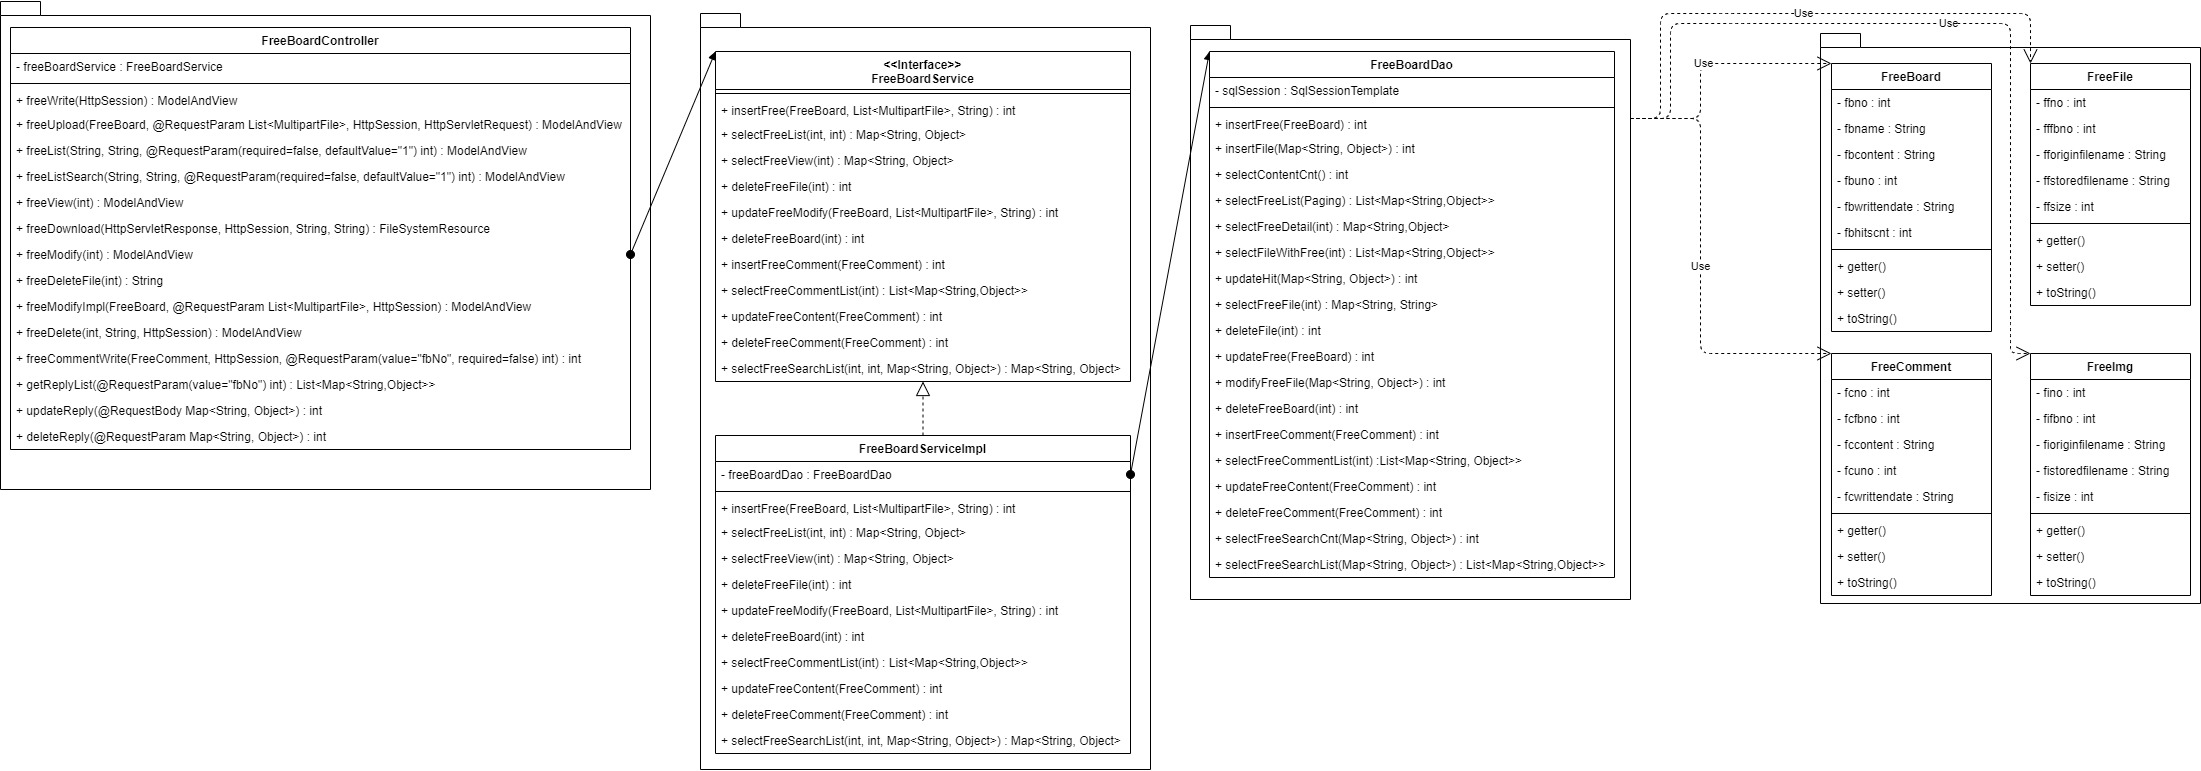 FreeBoardController
- freeBoardService : FreeBoardService
+ freeWrite(HttpSession) : ModelAndView
+ freeUpload(FreeBoard, @RequestParam List<MultipartFile>, HttpSession, HttpServletRequest) : ModelAndView
+ freeList(String, String, @RequestParam(required=false, defaultValue="1") int) : ModelAndView
+ freeListSearch(String, String, @RequestParam(required=false, defaultValue="1") int) : ModelAndView
+ freeView(int) : ModelAndView
+ freeDownload(HttpServletResponse, HttpSession, String, String) : FileSystemResource
+ freeModify(int) : ModelAndView
+ freeDeleteFile(int) : String
+ freeModifyImpl(FreeBoard, @RequestParam List<MultipartFile>, HttpSession) : ModelAndView
+ freeDelete(int, String, HttpSession) : ModelAndView
+ freeCommentWrite(FreeComment, HttpSession, @RequestParam(value="fbNo", required=false) int) : int
+ getReplyList(@RequestParam(value="fbNo") int) : List<Map<String,Object>>
+ updateReply(@RequestBody Map<String, Object>) : int
+ deleteReply(@RequestParam Map<String, Object>) : int
<<Interface>>
FreeBoardService
+ insertFree(FreeBoard, List<MultipartFile>, String) : int
+ selectFreeList(int, int) : Map<String, Object>
+ selectFreeView(int) : Map<String, Object>
+ deleteFreeFile(int) : int
+ updateFreeModify(FreeBoard, List<MultipartFile>, String) : int
+ deleteFreeBoard(int) : int
+ insertFreeComment(FreeComment) : int
+ selectFreeCommentList(int) : List<Map<String,Object>>
+ updateFreeContent(FreeComment) : int
+ deleteFreeComment(FreeComment) : int
+ selectFreeSearchList(int, int, Map<String, Object>) : Map<String, Object>
FreeBoardServiceImpl
- freeBoardDao : FreeBoardDao
+ insertFree(FreeBoard, List<MultipartFile>, String) : int
+ selectFreeList(int, int) : Map<String, Object>
+ selectFreeView(int) : Map<String, Object>
+ deleteFreeFile(int) : int
+ updateFreeModify(FreeBoard, List<MultipartFile>, String) : int
+ deleteFreeBoard(int) : int
+ selectFreeCommentList(int) : List<Map<String,Object>>
+ updateFreeContent(FreeComment) : int
+ deleteFreeComment(FreeComment) : int
+ selectFreeSearchList(int, int, Map<String, Object>) : Map<String, Object>
FreeBoardDao
- sqlSession : SqlSessionTemplate
+ insertFree(FreeBoard) : int
+ insertFile(Map<String, Object>) : int
+ selectContentCnt() : int
+ selectFreeList(Paging) : List<Map<String,Object>>
+ selectFreeDetail(int) : Map<String,Object>
+ selectFileWithFree(int) : List<Map<String,Object>>
+ updateHit(Map<String, Object>) : int
+ selectFreeFile(int) : Map<String, String>
+ deleteFile(int) : int
+ updateFree(FreeBoard) : int
+ modifyFreeFile(Map<String, Object>) : int
+ deleteFreeBoard(int) : int
+ insertFreeComment(FreeComment) : int
+ selectFreeCommentList(int) :List<Map<String, Object>>
+ updateFreeContent(FreeComment) : int
+ deleteFreeComment(FreeComment) : int
+ selectFreeSearchCnt(Map<String, Object>) : int
+ selectFreeSearchList(Map<String, Object>) : List<Map<String,Object>>
Use
Use
Use
Use
FreeBoard
- fbno : int
- fbname : String
- fbcontent : String
- fbuno : int
- fbwrittendate : String
- fbhitscnt : int
+ getter()
+ setter()
+ toString()
FreeFile
- ffno : int
- fffbno : int
- fforiginfilename : String
- ffstoredfilename : String
- ffsize : int
+ getter()
+ setter()
+ toString()
FreeComment
- fcno : int
- fcfbno : int
- fccontent : String
- fcuno : int
- fcwrittendate : String
+ getter()
+ setter()
+ toString()
FreeImg
- fino : int
- fifbno : int
- fioriginfilename : String
- fistoredfilename : String
- fisize : int
+ getter()
+ setter()
+ toString()